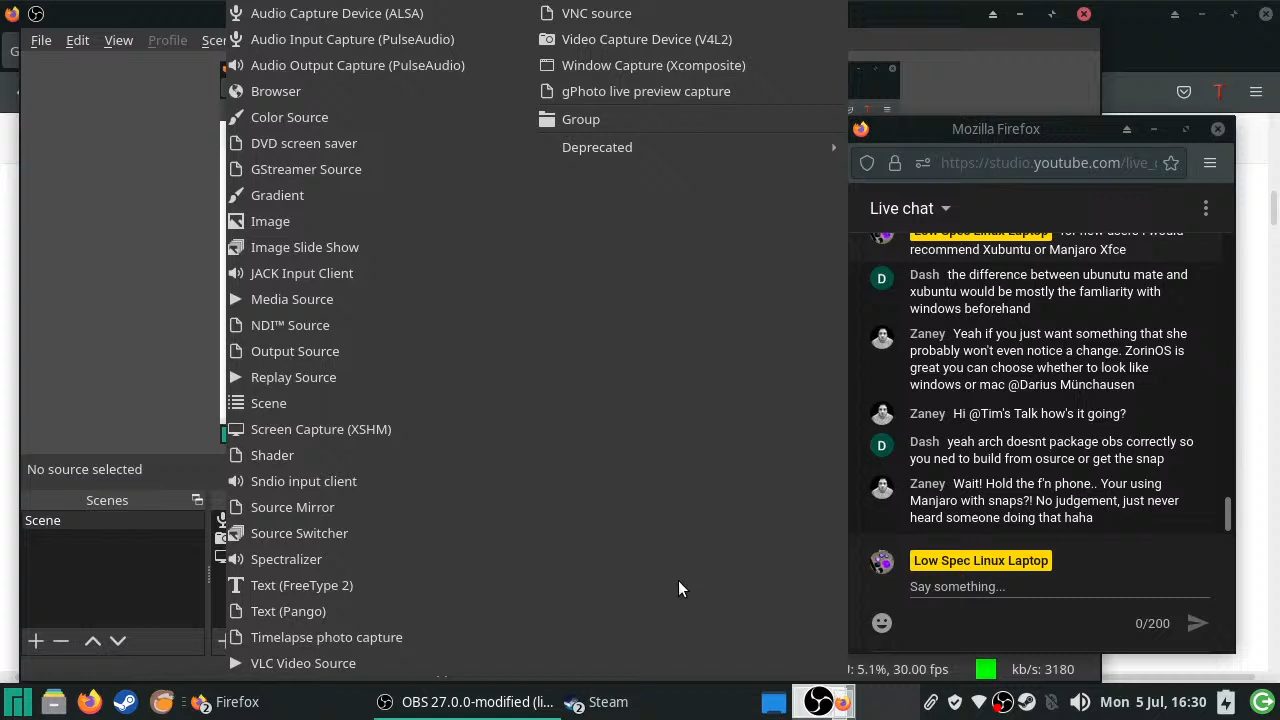 File Edit View Profile Scen
Audio Capture Device (ALSA)
Audio Input Capture (PulseAudio)
Audio Output Capture (PulseAudio)
Browser
Color Source
DVD screen saver
GStreamer Source
Gradient
Image
Image Slide Show
JACK Input Client
Media Source
NDI™ Source
Output Source
Replay Source
Scene
Screen Capture (XSHM)
Shader
Sndio input client
Source Mirror
Source Switcher
Spectralizer
Text (FreeType 2)
Text (Pango)
Timelapse photo capture
VLC Video Source
VNC source
Video Capture Device (V4L2)
Window Capture (Xcomposite)
gPhoto live preview capture
Group
Deprecated
No source selected
Scenes
Scene
Mozilla Firefox
https://studio.youtube.com/live_c
Live chat
recommend Xubuntu or Manjaro Xfce
Dash the difference between ubunutu mate and
xubuntu would be mostly the famliarity with
windows beforehand
Zaney Yeah if you just want something that she
probably won't even notice a change. ZorinOS is
great you can choose whether to look like
windows or mac @Darius Münchausen
Zaney Hi @Tim's Talk how's it going?
Dash yeah arch doesnt package obs correctly so
you ned to build from osurce or get the snap
Zaney Wait! Hold the f'n phone.. Your using
Manjaro with snaps?! No judgement, just never
heard someone doing that haha
Low Spec Linux Laptop
Say something...
0/200
J: 5.1%, 30.00 fps
kb/s: 3180
2 Firefox
OBS 27.0.0-modified (li...
2 Steam
Mon 5 Jul, 16:30